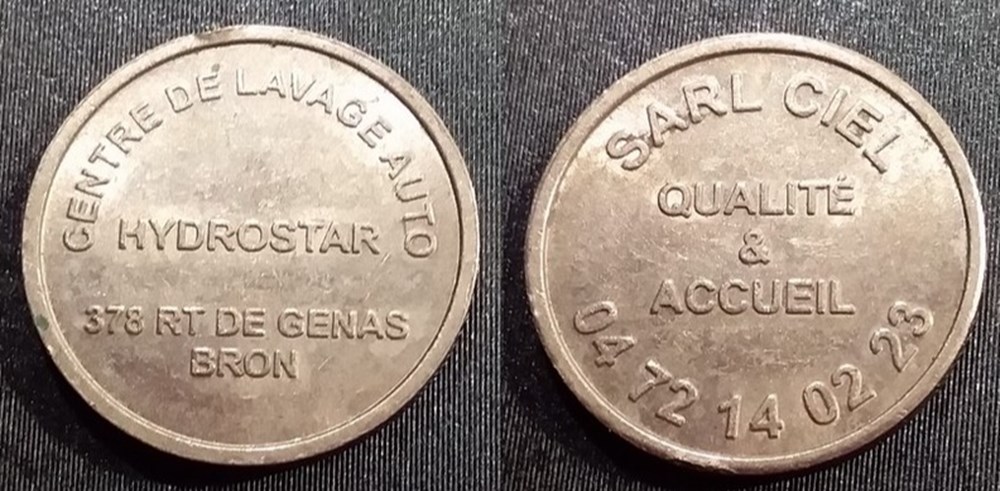 CENTRE DE LAVAGE AUTO
HYDROSTAR
378 RT DE GENAS
BRON
SARL CIEL
QUALITÉ
&
ACCUEIL
04 72 14 02 23